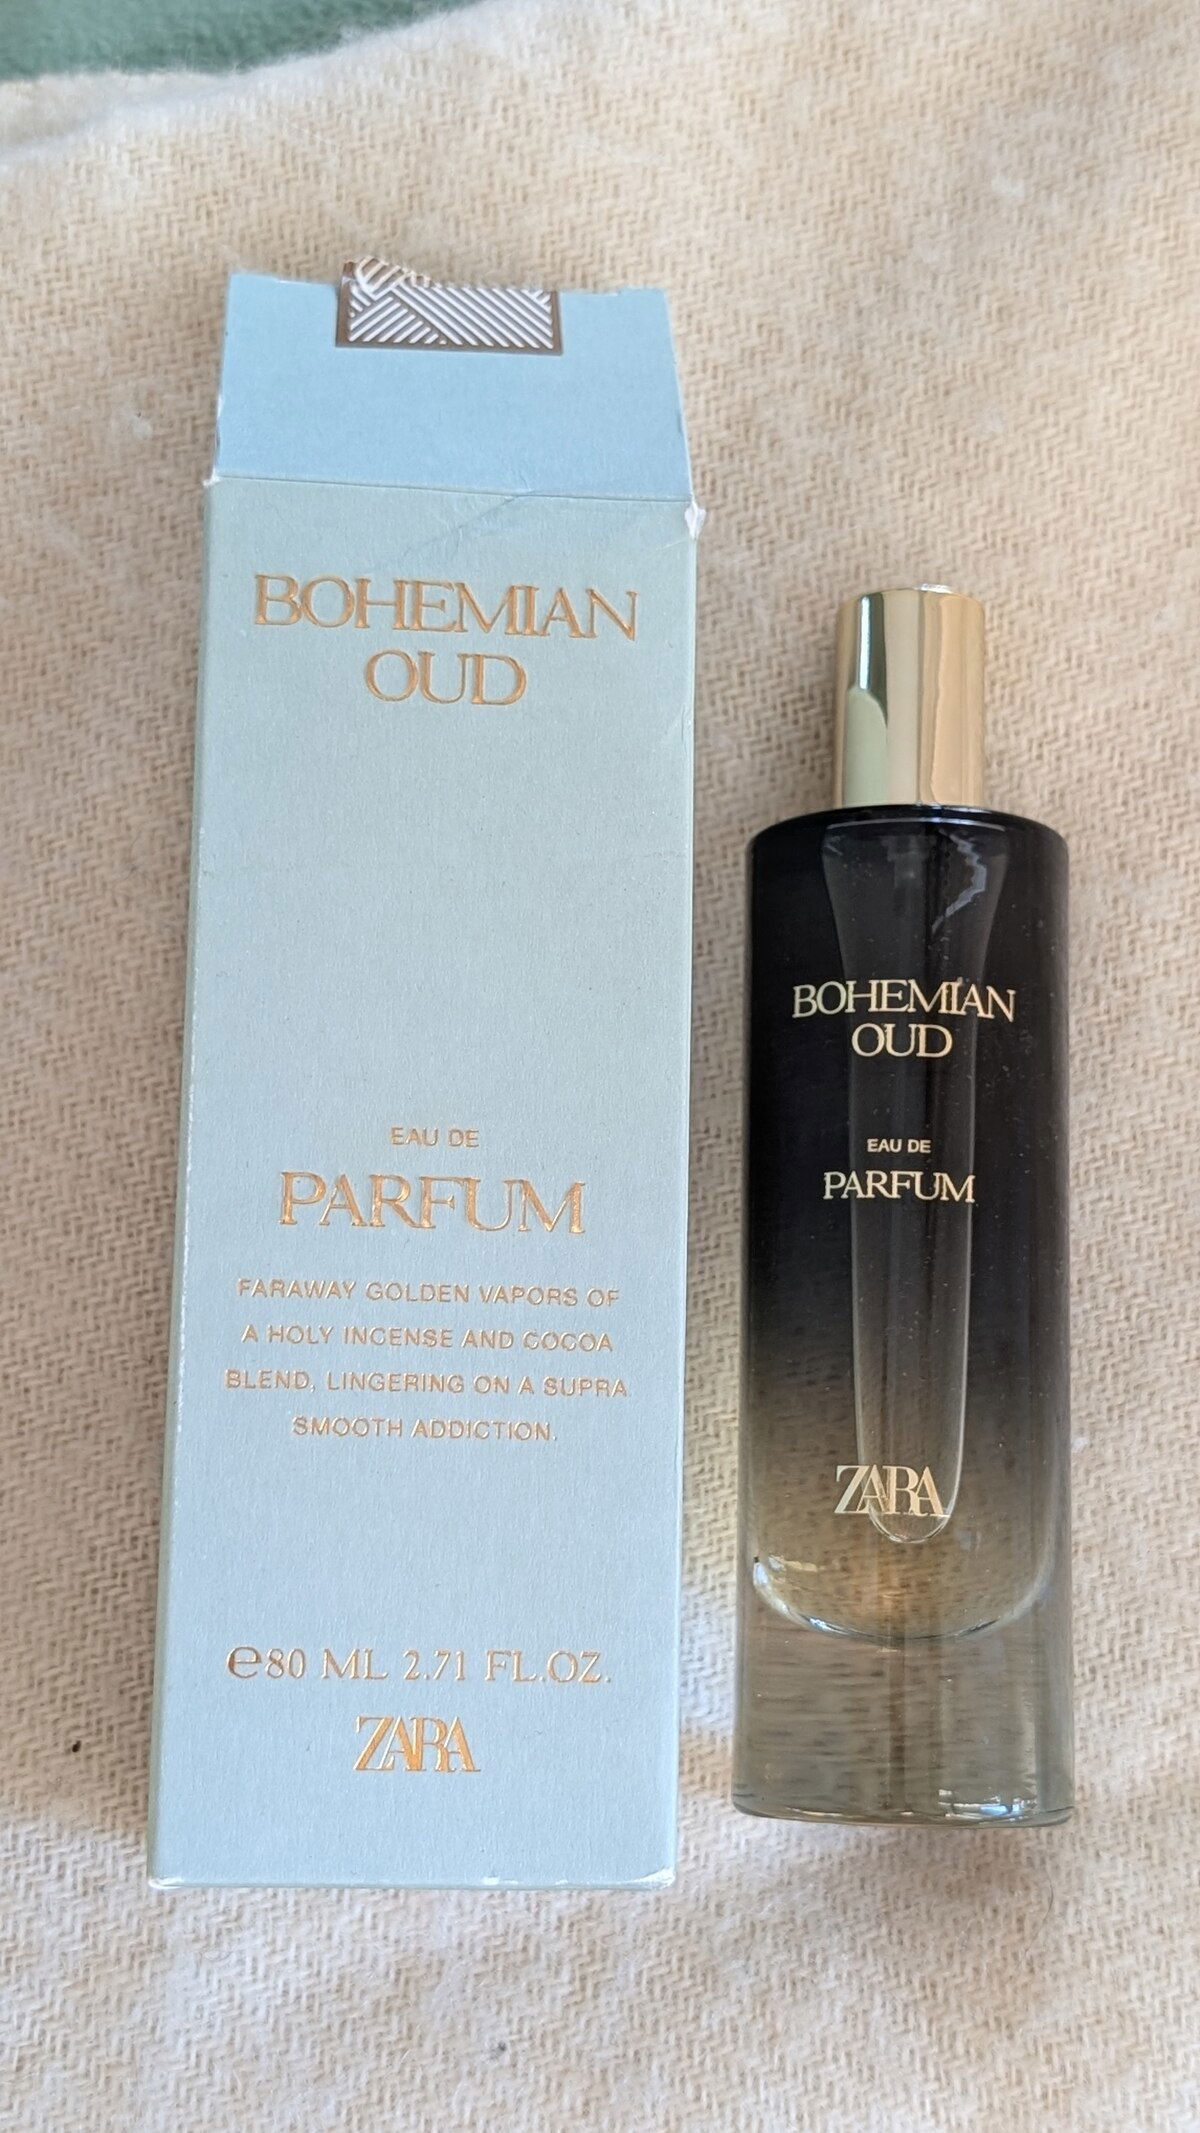 BOHEMIAN
OUD
EAU DE
PARFUM
FARAWAY GOLDEN VAPORS OF
A HOLY INCENSE AND COCOA
BLEND, LINGERING ON A SUPRA
SMOOTH ADDICTION.
℮80 ML 2.71 FL.OZ.
ZARA
BOHEMIAN
OUD
EAU DE
PARFUM
ZARA